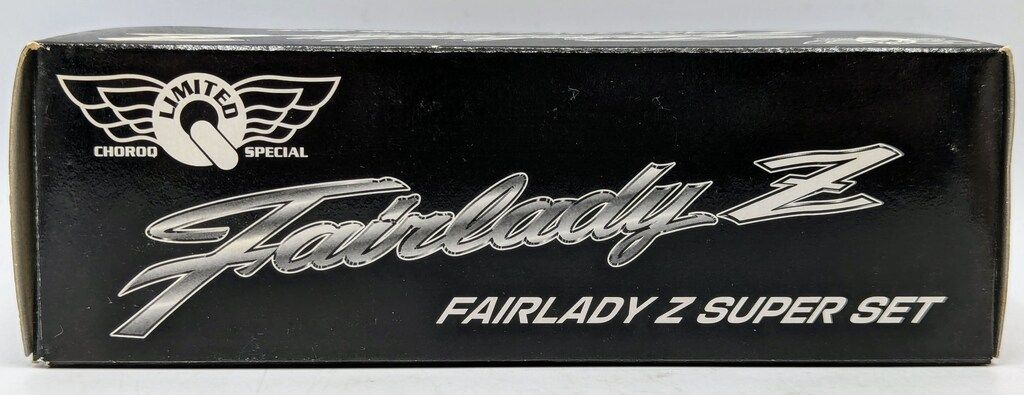 LIMITED
CHOROQ SPECIAL
Fairlady Z
FAIRLADY Z SUPER SET